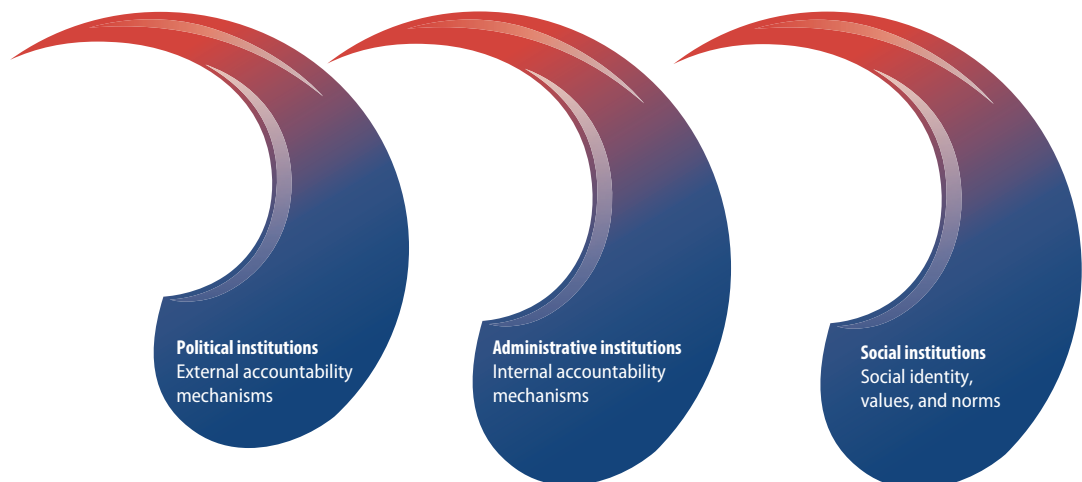 Political institutions
External accountability
mechanisms
Administrative institutions
Internal accountability
mechanisms
Social institutions
Social identity,
values, and norms